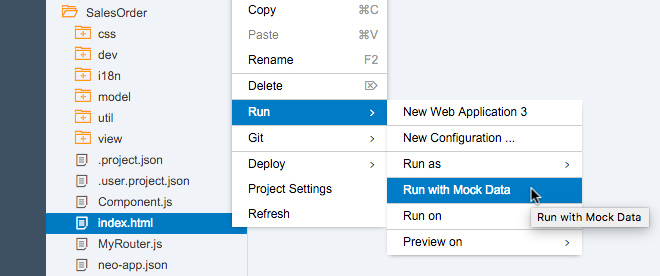 SalesOrder
css
dev
i18n
model
util
view
.project.json
.user.project.json
Component.js
index.html
MyRouter.js
neo-app.json
Copy ⌘C
Paste ⌘V
Rename F2
Delete ⌦
Run >
Git >
Deploy >
Project Settings
Refresh
New Web Application 3
New Configuration ...
Run as >
Run with Mock Data
Run on
Preview on >
Run with Mock Data